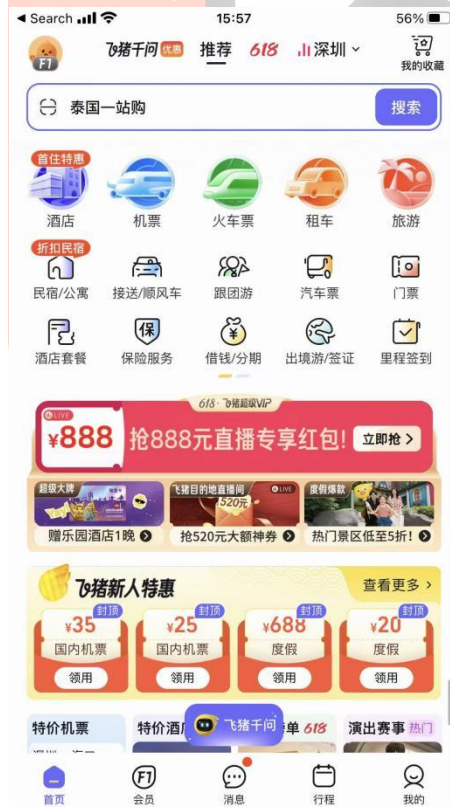 ◀ Search 15:57 56%
F7 飞猪千问 优惠 推荐 618 深圳
我的收藏
泰国一站购 搜索
首住特惠
酒店 机票 火车票 租车 旅游
折扣民宿
民宿/公寓 接送/顺风车 跟团游 汽车票 门票
保
酒店套餐 保险服务 借钱/分期 出境游/签证 里程签到
618·飞猪超级VIP
LIVE
¥888 抢888元直播专享红包! 立即抢 >
超级大牌 飞猪目的地直播间 LIVE 度假爆款
520元
赠乐园酒店1晚 抢520元大额神券 热门景区低至5折!
飞猪新人特惠 查看更多 >
封顶 封顶 封顶 封顶
¥35 ¥25 ¥688 ¥20
国内机票 国内机票 度假 度假
领用 领用 领用 领用
特价机票 特价酒 飞猪千问 单 618 演出赛事 热门
F7
首页 会员 消息 行程 我的